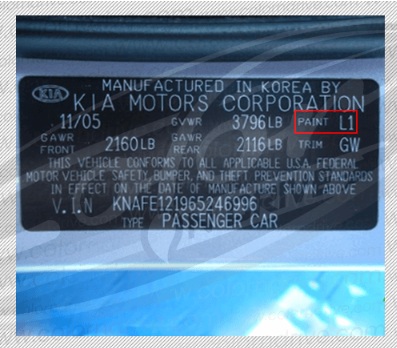 MANUFACTURED IN KOREA BY
KIA KIA MOTORS CORPORATION
11/05 GVWR 3796LB PAINT L1
GAWR FRONT 2160LB GAWR REAR 2116LB TRIM GW
THIS VEHICLE CONFORMS TO ALL APPLICABLE U.S.A. FEDERAL
MOTOR VEHICLE SAFETY, BUMPER, AND THEFT PREVENTION STANDARDS
IN EFFECT ON THE DATE OF MANUFACTURE SHOWN ABOVE
V.I.N KNAFE121965246996
TYPE PASSENGER CAR